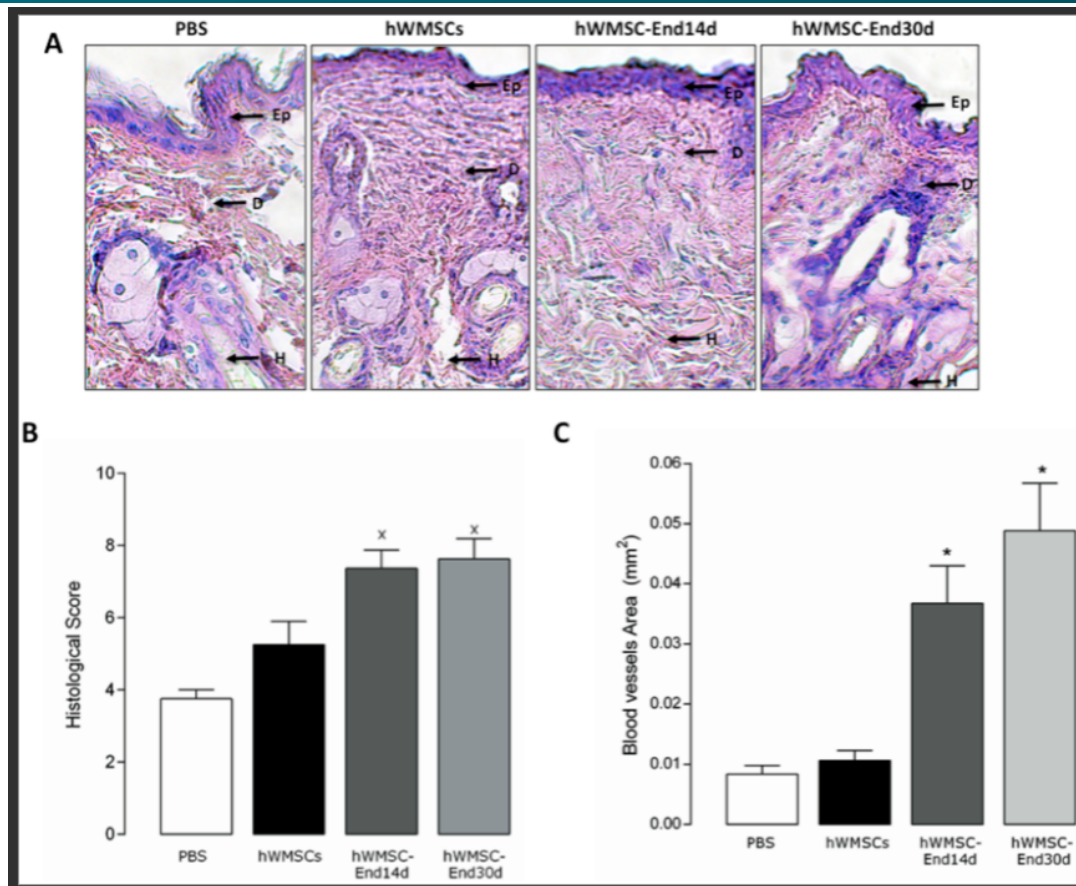 A
PBS
hWMSCs
hWMSC-End14d
hWMSC-End30d
Ep
D
H
Ep
D
H
Ep
D
H
Ep
D
H
B
Histological Score
10
8
6
4
2
0
x
x
PBS
hWMSCs
hWMSC-
End14d
hWMSC-
End30d
C
Blood vessels Area (mm²)
0.06
0.05
0.04
0.03
0.02
0.01
0.00
*
*
PBS
hWMSCs
hWMSC-
End14d
hWMSC-
End30d